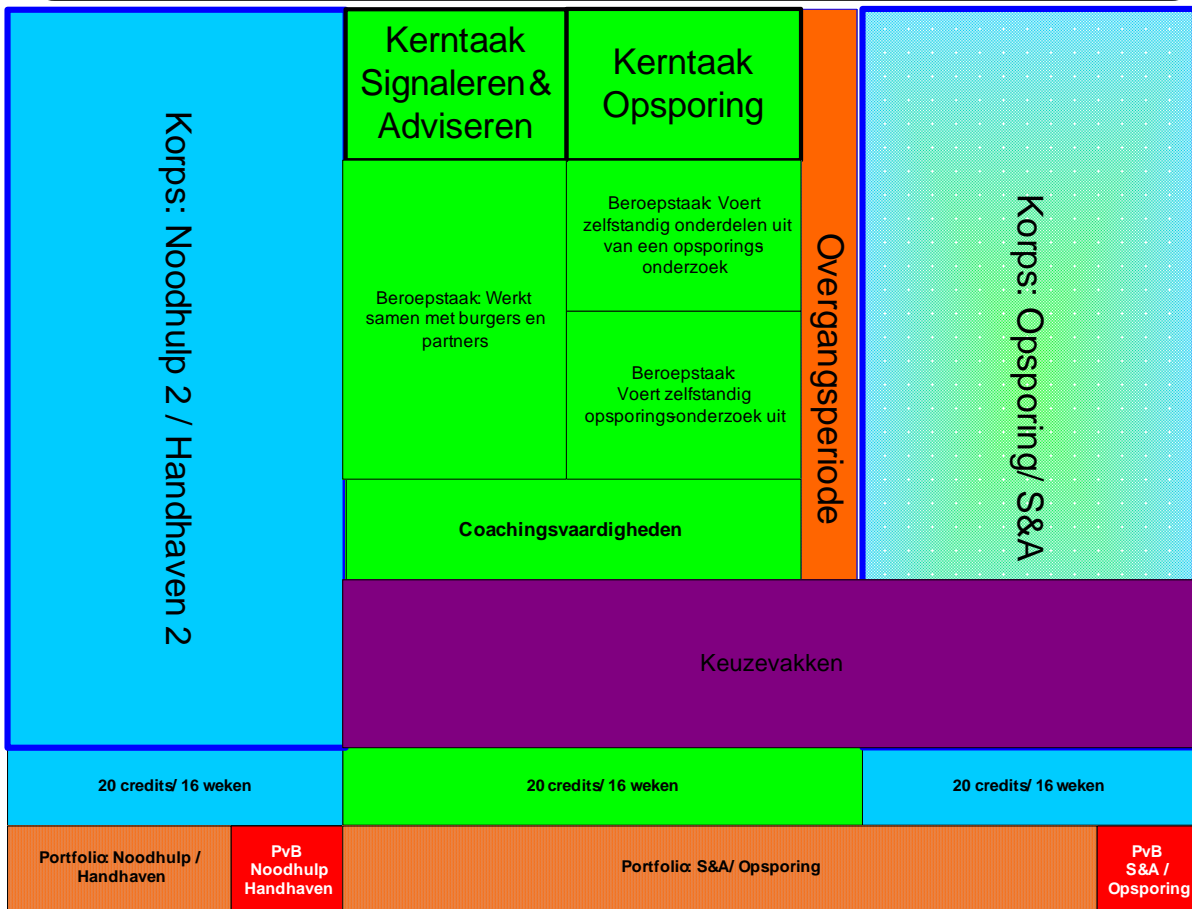 Korps: Noodhulp 2 / Handhaven 2
Kerntaak
Signaleren &
Adviseren
Kerntaak
Opsporing
Beroepstaak: Werkt
samen met burgers en
partners
Beroepstaak: Voert
zelfstandig onderdelen uit
van een opsporings
onderzoek
Beroepstaak:
Voert zelfstandig
opsporings-onderzoek uit
Coachingsvaardigheden
Overgangsperiode
Korps: Opsporing/ S&A
Keuzevakken
20 credits/ 16 weken
20 credits/ 16 weken
20 credits/ 16 weken
Portfolio: Noodhulp /
Handhaven
PvB
Noodhulp
Handhaven
Portfolio: S&A/ Opsporing
PvB
S&A /
Opsporing